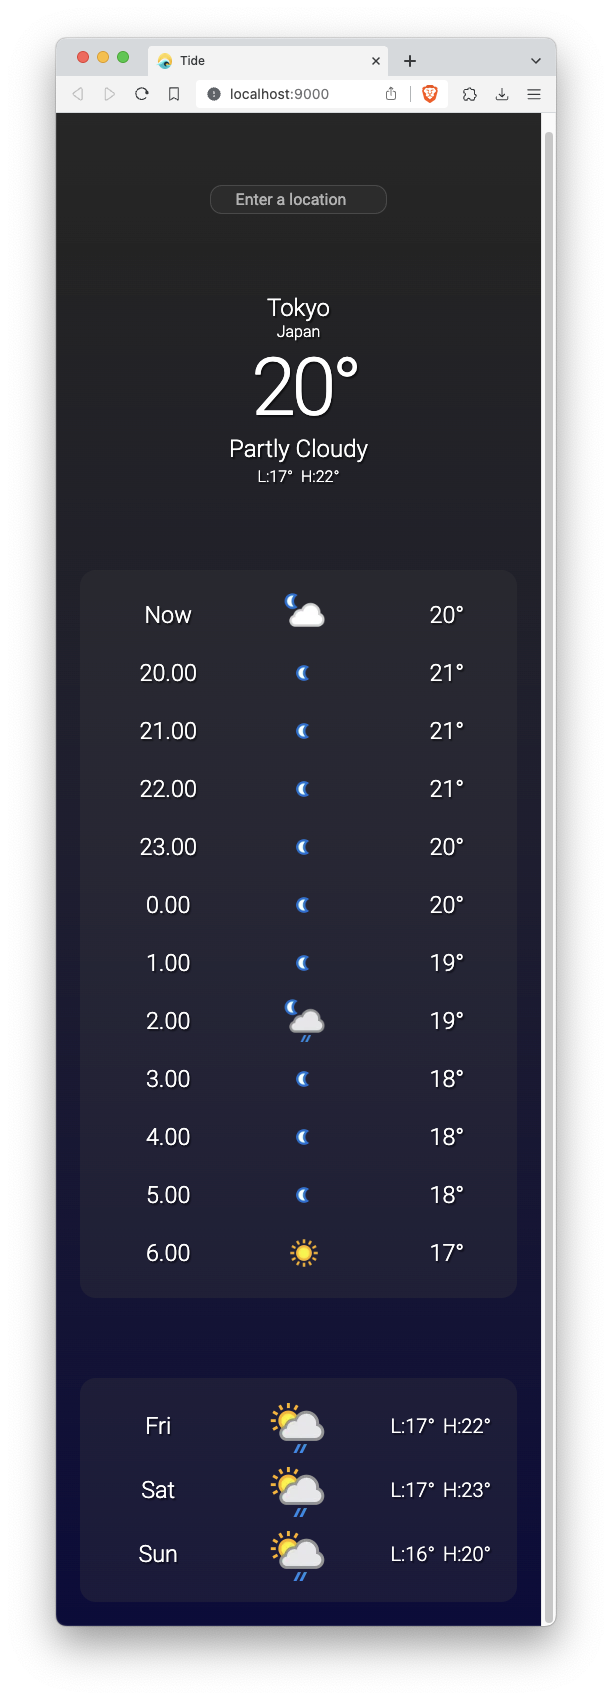 Tide
localhost:9000
Enter a location
Tokyo
Japan
20°
Partly Cloudy
L:17° H:22°
Now 20°
20.00 21°
21.00 21°
22.00 21°
23.00 20°
0.00 20°
1.00 19°
2.00 19°
3.00 18°
4.00 18°
5.00 18°
6.00 17°
Fri L:17° H:22°
Sat L:17° H:23°
Sun L:16° H:20°